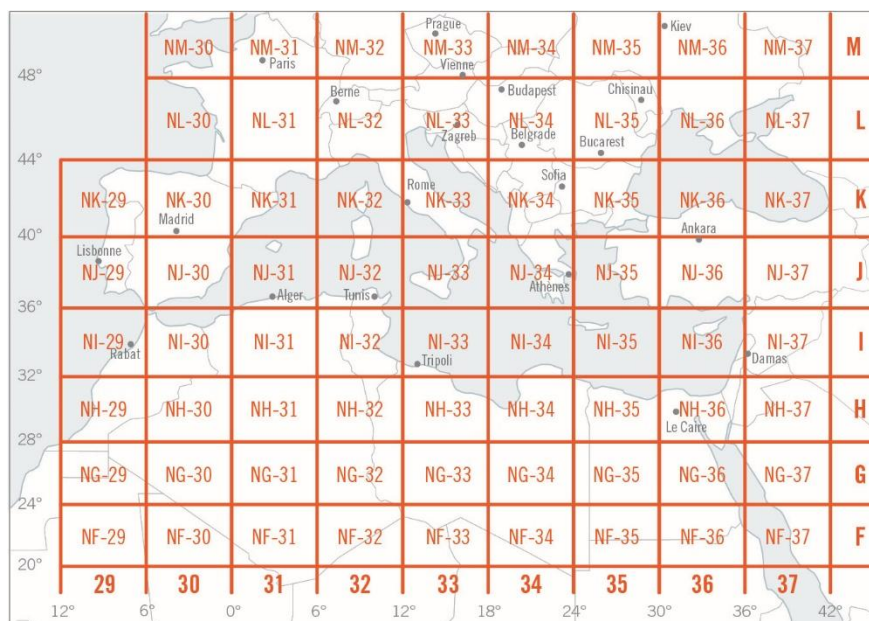 Prague
Kiev
NM-30 NM-31 NM-32 NM-33 NM-34 NM-35 NM-36 NM-37 M
Paris
Vienne
48°
Berne
Budapest
Chisinau
NL-30 NL-31 NL-32 NL-33 NL-34 NL-35 NL-36 NL-37 L
Zagreb
Belgrade
Bucarest
44°
Rome
Sofia
NK-29 NK-30 NK-31 NK-32 NK-33 NK-34 NK-35 NK-36 NK-37 K
Madrid
Ankara
40°
Lisbonne
NJ-29 NJ-30 NJ-31 NJ-32 NJ-33 NJ-34 NJ-35 NJ-36 NJ-37 J
Athènes
Alger
Tunis
36°
NI-29 NI-30 NI-31 NI-32 NI-33 NI-34 NI-35 NI-36 NI-37 I
Rabat
Tripoli
Damas
32°
NH-29 NH-30 NH-31 NH-32 NH-33 NH-34 NH-35 NH-36 NH-37 H
Le Caire
28°
NG-29 NG-30 NG-31 NG-32 NG-33 NG-34 NG-35 NG-36 NG-37 G
24°
NF-29 NF-30 NF-31 NF-32 NF-33 NF-34 NF-35 NF-36 NF-37 F
20°
29 30 31 32 33 34 35 36 37
12° 6° 0° 6° 12° 18° 24° 30° 36° 42°